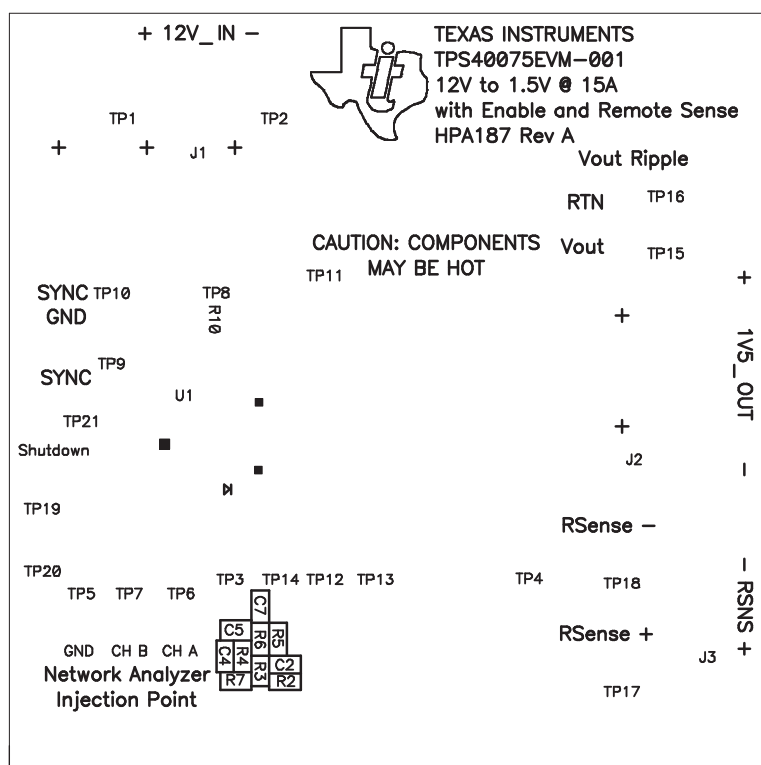 + 12V_IN -
TEXAS INSTRUMENTS
TPS40075EVM-001
12V to 1.5V @ 15A
with Enable and Remote Sense
HPA187 Rev A
TP1
TP2
+
+
J1
+
Vout Ripple
RTN
TP16
CAUTION: COMPONENTS
MAY BE HOT
Vout
TP15
TP11
+
SYNC
GND
TP10
TP8
R10
+
1V5_OUT
-
TP9
SYNC
U1
TP21
Shutdown
+
J2
TP19
RSense -
TP20
TP5
TP7
TP6
TP3
TP14
TP12
TP13
TP4
TP18
- RSNS +
C7
C5
R6
R5
RSense +
GND
CH B
CH A
C4
R4
R3
C2
J3
R7
R2
Network Analyzer
Injection Point
TP17